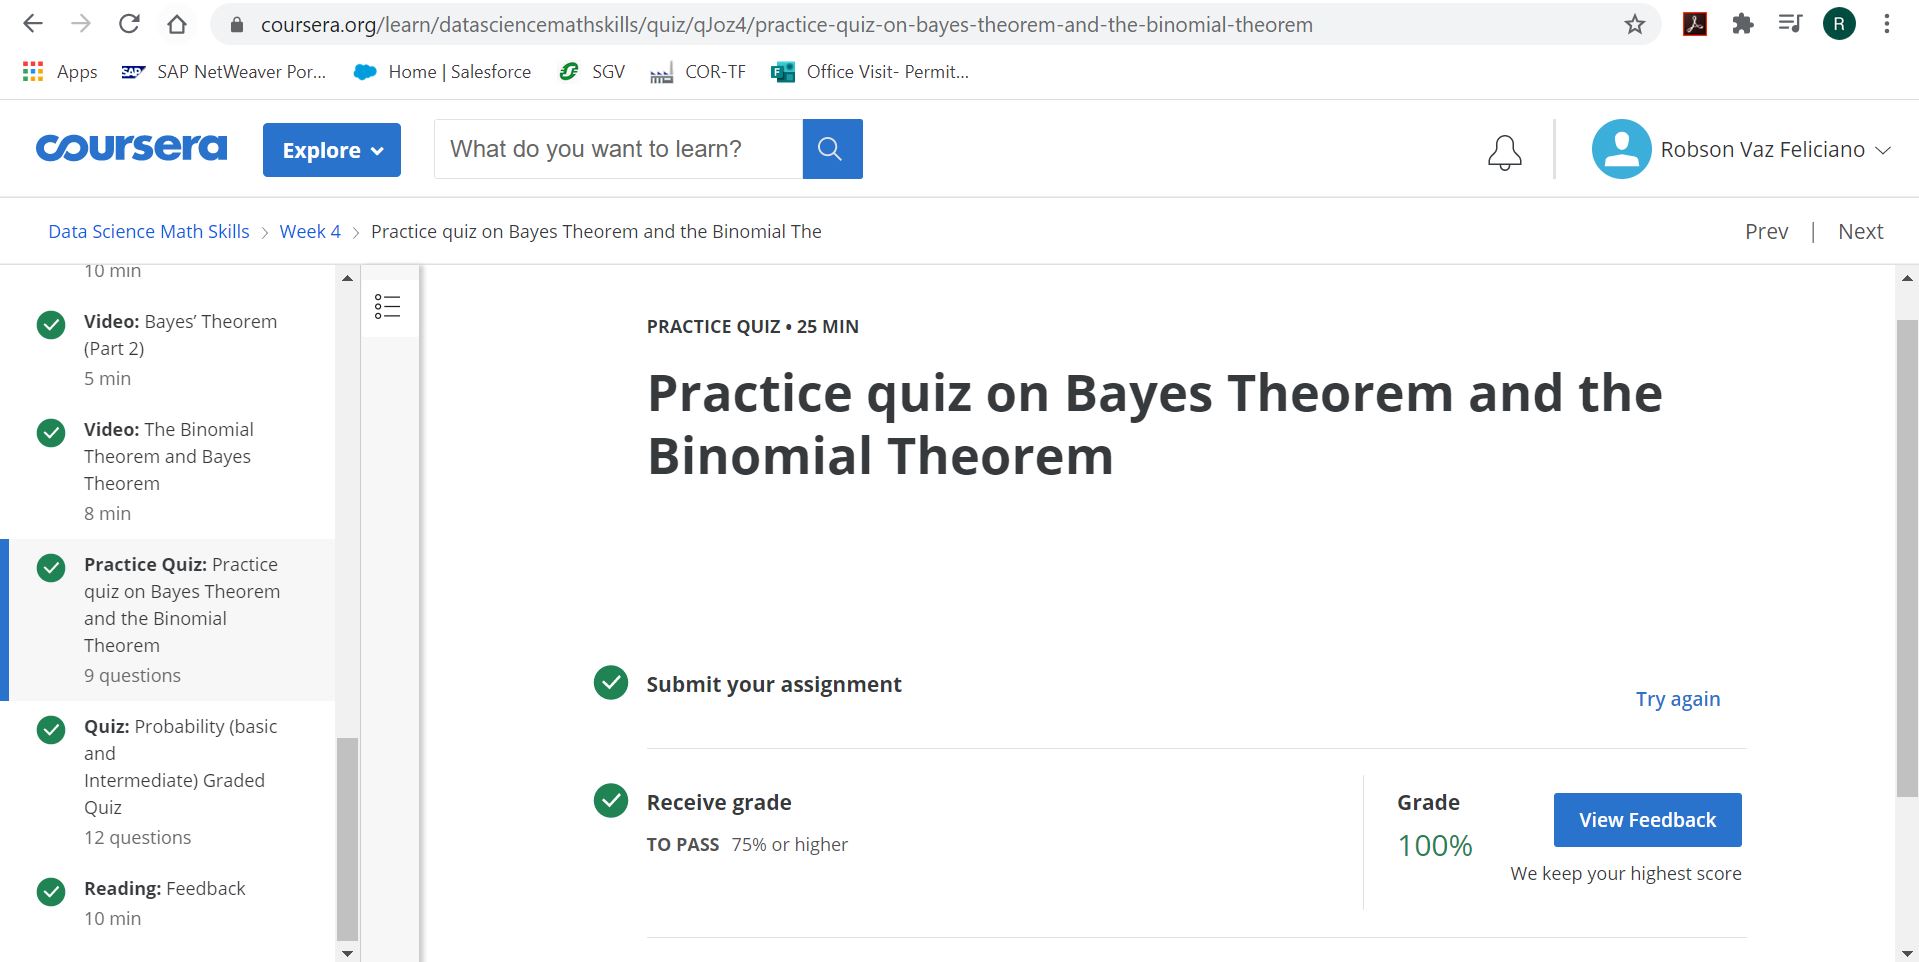 coursera.org/learn/datasciencemathskills/quiz/qJoz4/practice-quiz-on-bayes-theorem-and-the-binomial-theorem
R
Apps
SAP
SAP NetWeaver Por...
Home | Salesforce
SGV
COR-TF
Office Visit- Permit...
coursera
Explore
What do you want to learn?
Robson Vaz Feliciano
Data Science Math Skills > Week 4 > Practice quiz on Bayes Theorem and the Binomial The
Prev | Next
10 min
Video: Bayes’ Theorem
(Part 2)
5 min
Video: The Binomial
Theorem and Bayes
Theorem
8 min
Practice Quiz: Practice
quiz on Bayes Theorem
and the Binomial
Theorem
9 questions
Quiz: Probability (basic
and
Intermediate) Graded
Quiz
12 questions
Reading: Feedback
10 min
PRACTICE QUIZ • 25 MIN
Practice quiz on Bayes Theorem and the
Binomial Theorem
Submit your assignment
Try again
Receive grade
TO PASS 75% or higher
Grade
100%
View Feedback
We keep your highest score